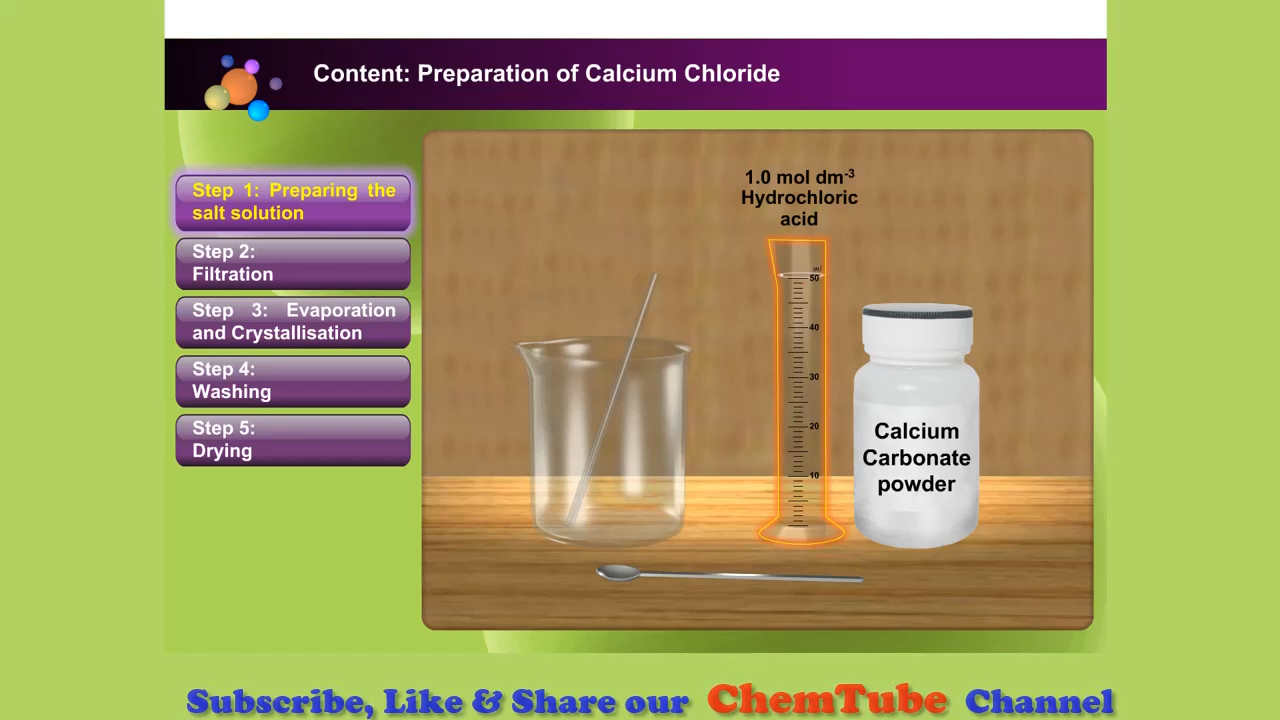 Content: Preparation of Calcium Chloride
Step 1: Preparing the
salt solution
Step 2:
Filtration
Step 3: Evaporation
and Crystallisation
Step 4:
Washing
Step 5:
Drying
1.0 mol dm⁻³
Hydrochloric
acid
ml
50
40
30
20
10
Calcium
Carbonate
powder
Subscribe, Like & Share our ChemTube Channel